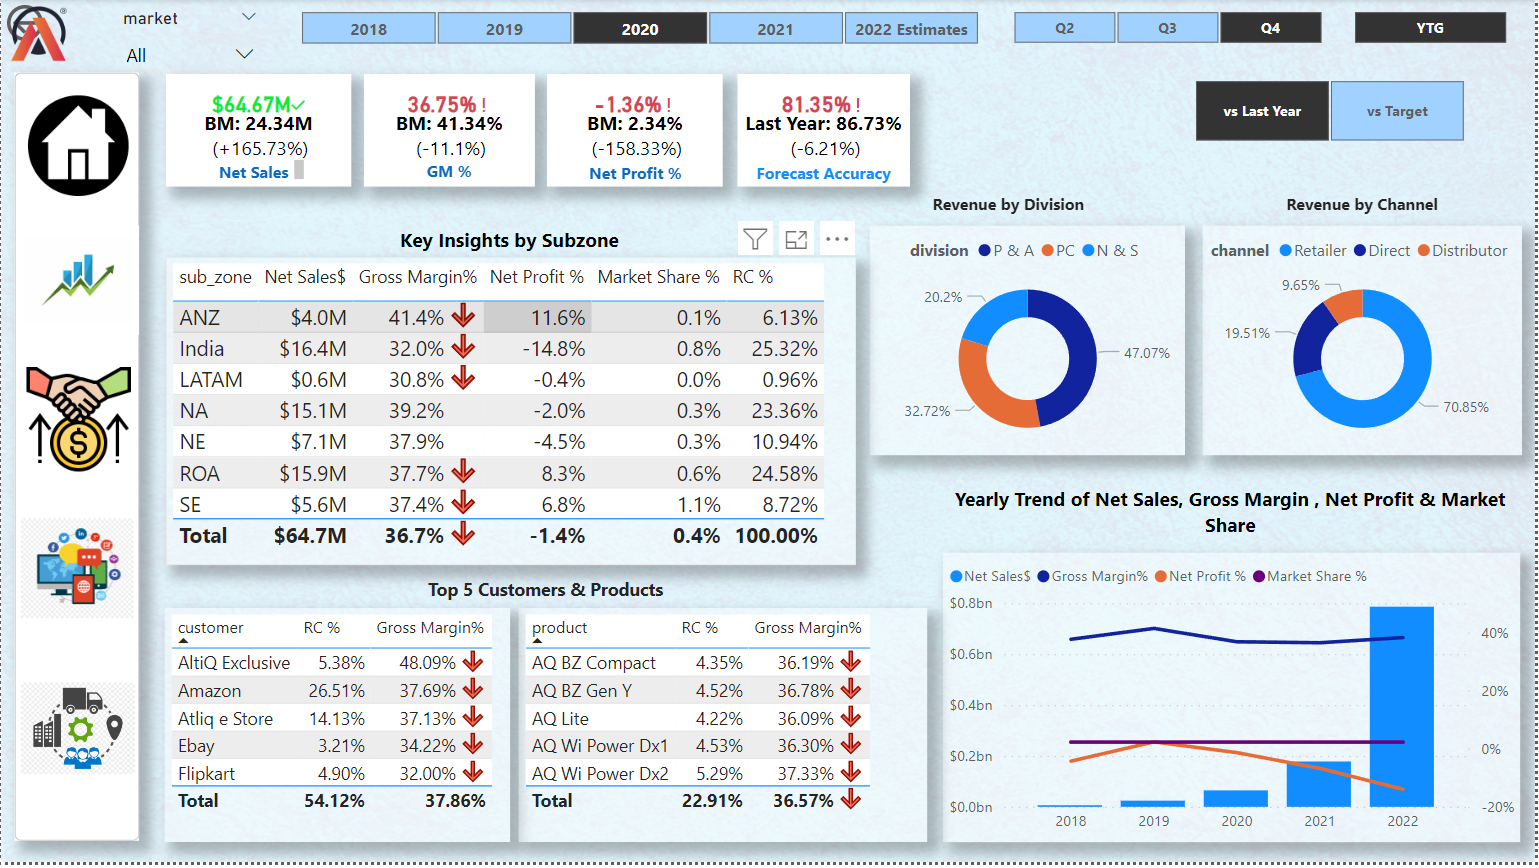 market
All
2018 2019 2020 2021 2022 Estimates
Q2 Q3 Q4
YTG
vs Last Year vs Target
$64.67M
BM: 24.34M
(+165.73%)
Net Sales
36.75% !
BM: 41.34%
(-11.1%)
GM %
-1.36% !
BM: 2.34%
(-158.33%)
Net Profit %
81.35% !
Last Year: 86.73%
(-6.21%)
Forecast Accuracy
Key Insights by Subzone
sub_zone Net Sales$ Gross Margin% Net Profit % Market Share % RC %
ANZ $4.0M 41.4% 11.6% 0.1% 6.13%
India $16.4M 32.0% -14.8% 0.8% 25.32%
LATAM $0.6M 30.8% -0.4% 0.0% 0.96%
NA $15.1M 39.2% -2.0% 0.3% 23.36%
NE $7.1M 37.9% -4.5% 0.3% 10.94%
ROA $15.9M 37.7% 8.3% 0.6% 24.58%
SE $5.6M 37.4% 6.8% 1.1% 8.72%
Total $64.7M 36.7% -1.4% 0.4% 100.00%
Revenue by Division
division P & A PC N & S
20.2%
47.07%
32.72%
Revenue by Channel
channel Retailer Direct Distributor
9.65%
19.51%
70.85%
Top 5 Customers & Products
customer RC % Gross Margin%
AltiQ Exclusive 5.38% 48.09%
Amazon 26.51% 37.69%
Atliq e Store 14.13% 37.13%
Ebay 3.21% 34.22%
Flipkart 4.90% 32.00%
Total 54.12% 37.86%
product RC % Gross Margin%
AQ BZ Compact 4.35% 36.19%
AQ BZ Gen Y 4.52% 36.78%
AQ Lite 4.22% 36.09%
AQ Wi Power Dx1 4.53% 36.30%
AQ Wi Power Dx2 5.29% 37.33%
Total 22.91% 36.57%
Yearly Trend of Net Sales, Gross Margin , Net Profit & Market
Share
Net Sales$ Gross Margin% Net Profit % Market Share %
$0.8bn
$0.6bn
$0.4bn
$0.2bn
$0.0bn
40%
20%
0%
-20%
2018 2019 2020 2021 2022